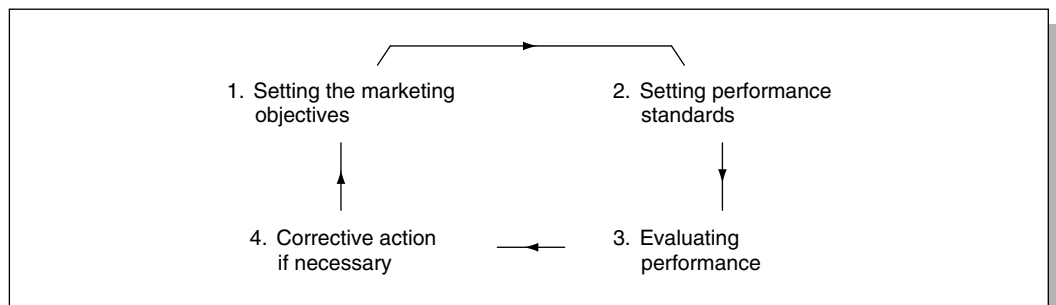 1. Setting the marketing
objectives
2. Setting performance
standards
3. Evaluating
performance
4. Corrective action
if necessary